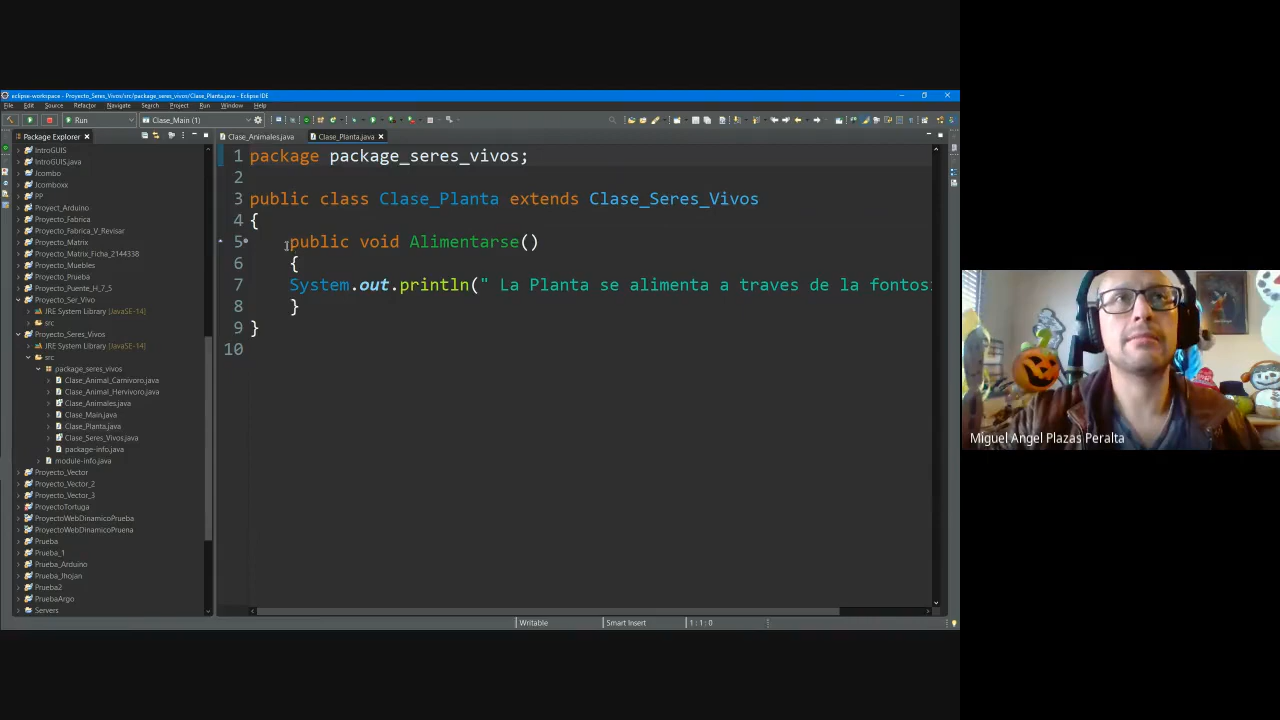 eclipse-workspace - Proyecto_Seres_Vivos/src/package_seres_vivos/Clase_Planta.java - Eclipse IDE
File Edit Source Refactor Navigate Search Project Run Window Help
Run
Clase_Main (1)
Package Explorer
Clase_Animales.java
Clase_Planta.java
IntroGUIS
IntroGUIS.java
Jcombo
Jcomboxx
PP
Proyect_Arduino
Proyecto_Fabrica
Proyecto_Fabrica_V_Revisar
Proyecto_Matrix
Proyecto_Matrix_Ficha_2144338
Proyecto_Muebles
Proyecto_Prueba
Proyecto_Puente_H_7_5
Proyecto_Ser_Vivo
JRE System Library [JavaSE-14]
src
Proyecto_Seres_Vivos
JRE System Library [JavaSE-14]
src
package_seres_vivos
Clase_Animal_Carnivoro.java
Clase_Animal_Hervivoro.java
Clase_Animales.java
Clase_Main.java
Clase_Planta.java
Clase_Seres_Vivos.java
package-info.java
module-info.java
Proyecto_Vector
Proyecto_Vector_2
Proyecto_Vector_3
ProyectoTortuga
ProyectoWebDinamicoPrueba
ProyectoWebDinamicoPruena
Prueba
Prueba_1
Prueba_Arduino
Prueba_Jhojan
Prueba2
PruebaArgo
Servers
1 package package_seres_vivos;
2
3 public class Clase_Planta extends Clase_Seres_Vivos
4 {
5 public void Alimentarse()
6 {
7 System.out.println(" La Planta se alimenta a traves de la fontos
8 }
9 }
10
Writable
Smart Insert
1 : 1 : 0
Miguel Angel Plazas Peralta